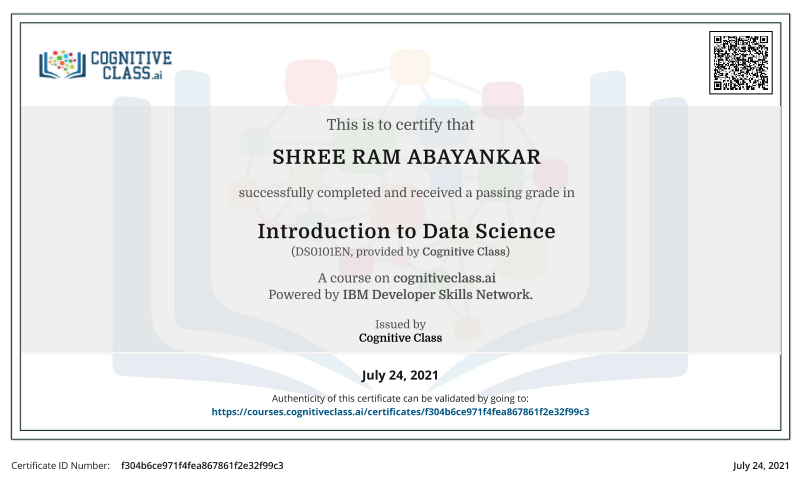 COGNITIVE
CLASS.ai
This is to certify that
SHREE RAM ABAYANKAR
successfully completed and received a passing grade in
Introduction to Data Science
(DS0101EN, provided by Cognitive Class)
A course on cognitiveclass.ai
Powered by IBM Developer Skills Network.
Issued by
Cognitive Class
July 24, 2021
Authenticity of this certificate can be validated by going to:
https://courses.cognitiveclass.ai/certificates/f304b6ce971f4fea867861f2e32f99c3
Certificate ID Number: f304b6ce971f4fea867861f2e32f99c3
July 24, 2021